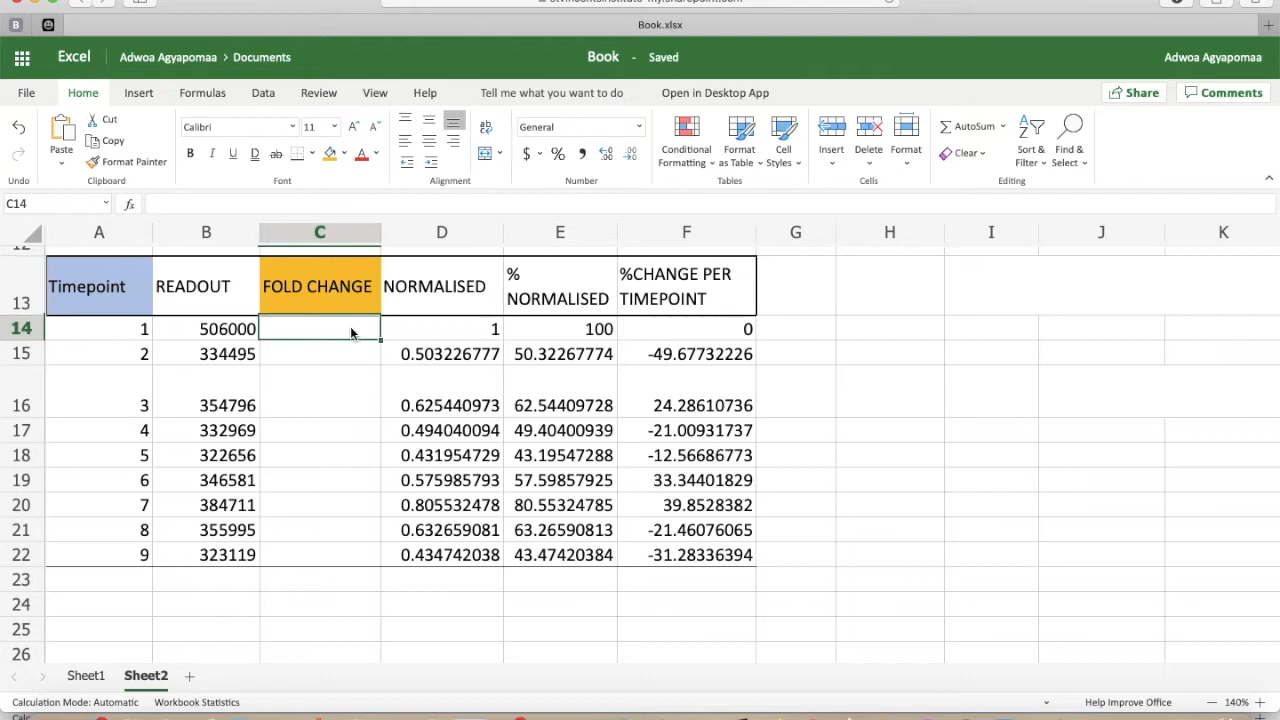 Book.xlsx
Excel Adwoa Agyapomaa > Documents Book - Saved Adwoa Agyapomaa
File Home Insert Formulas Data Review View Help Tell me what you want to do Open in Desktop App Share Comments
Cut
Copy
Format Painter
Paste
Calibri 11
B I U D ab A
ab
General
$ % ,
Conditional Formatting
Format as Table
Cell Styles
Insert
Delete
Format
AutoSum
Clear
Sort & Filter
Find & Select
Undo Clipboard Font Alignment Number Tables Cells Editing
C14 fx
A B C D E F G H I J K
12
13 Timepoint READOUT FOLD CHANGE NORMALISED % NORMALISED %CHANGE PER TIMEPOINT
14 1 506000 1 100 0
15 2 334495 0.503226777 50.32267774 -49.67732226
16 3 354796 0.625440973 62.54409728 24.28610736
17 4 332969 0.494040094 49.40400939 -21.00931737
18 5 322656 0.431954729 43.19547288 -12.56686773
19 6 346581 0.575985793 57.59857925 33.34401829
20 7 384711 0.805532478 80.55324785 39.8528382
21 8 355995 0.632659081 63.26590813 -21.46076065
22 9 323119 0.434742038 43.47420384 -31.28336394
23
24
25
26
Sheet1 Sheet2 +
Calculation Mode: Automatic Workbook Statistics Help Improve Office 140%